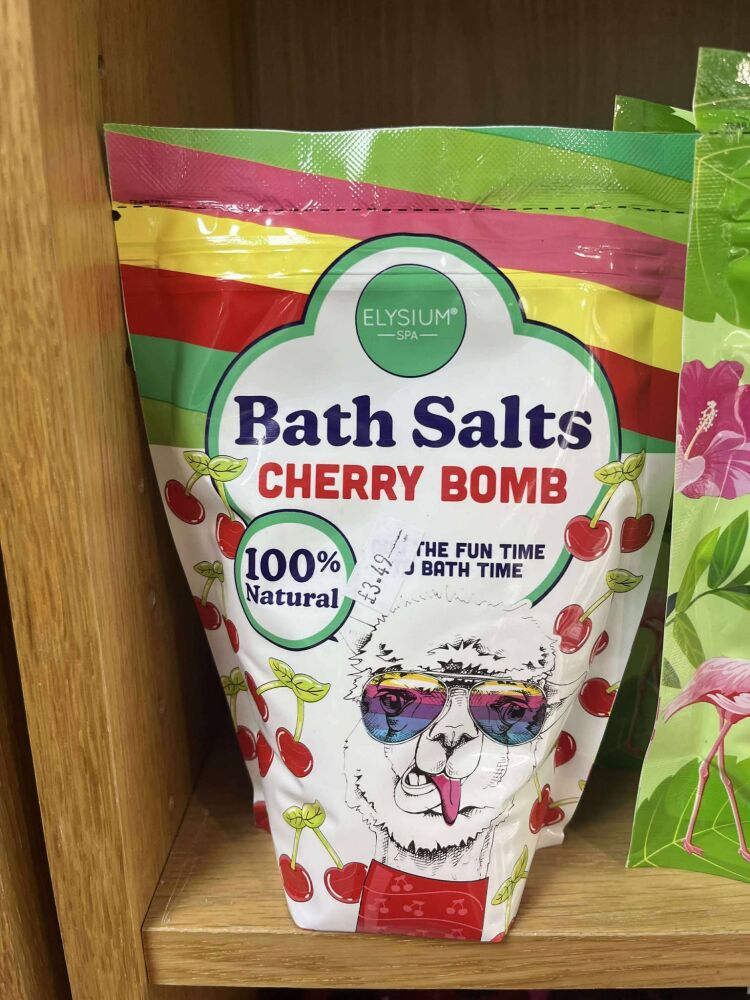 ELYSIUM®
SPA
Bath Salts
CHERRY BOMB
100%
Natural
£3.49
THE FUN TIME
BATH TIME